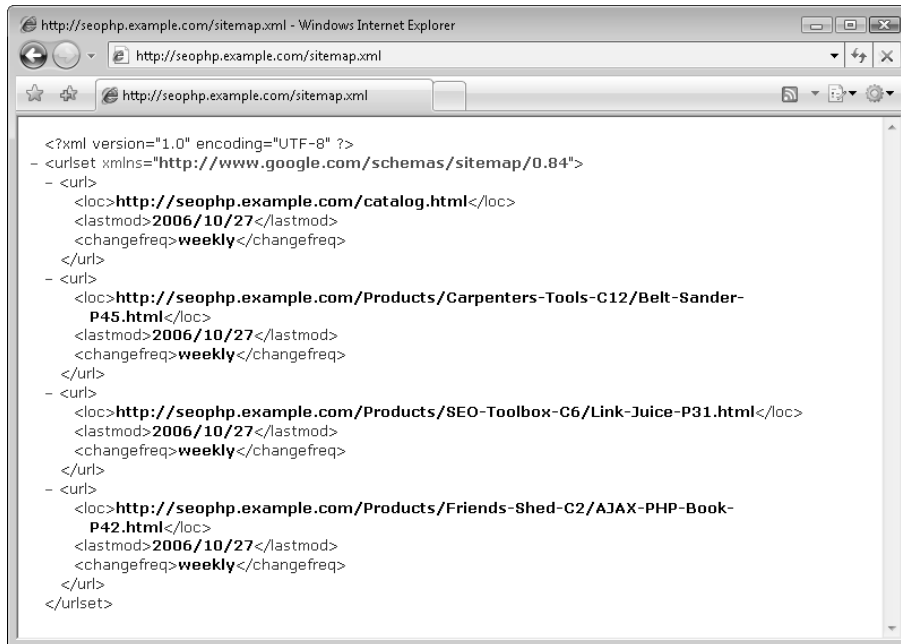 http://seophp.example.com/sitemap.xml - Windows Internet Explorer
http://seophp.example.com/sitemap.xml
http://seophp.example.com/sitemap.xml
<?xml version="1.0" encoding="UTF-8" ?>
– <urlset xmlns="http://www.google.com/schemas/sitemap/0.84">
– <url>
<loc>http://seophp.example.com/catalog.html</loc>
<lastmod>2006/10/27</lastmod>
<changefreq>weekly</changefreq>
</url>
– <url>
<loc>http://seophp.example.com/Products/Carpenters-Tools-C12/Belt-Sander-
P45.html</loc>
<lastmod>2006/10/27</lastmod>
<changefreq>weekly</changefreq>
</url>
– <url>
<loc>http://seophp.example.com/Products/SEO-Toolbox-C6/Link-Juice-P31.html</loc>
<lastmod>2006/10/27</lastmod>
<changefreq>weekly</changefreq>
</url>
– <url>
<loc>http://seophp.example.com/Products/Friends-Shed-C2/AJAX-PHP-Book-
P42.html</loc>
<lastmod>2006/10/27</lastmod>
<changefreq>weekly</changefreq>
</url>
</urlset>